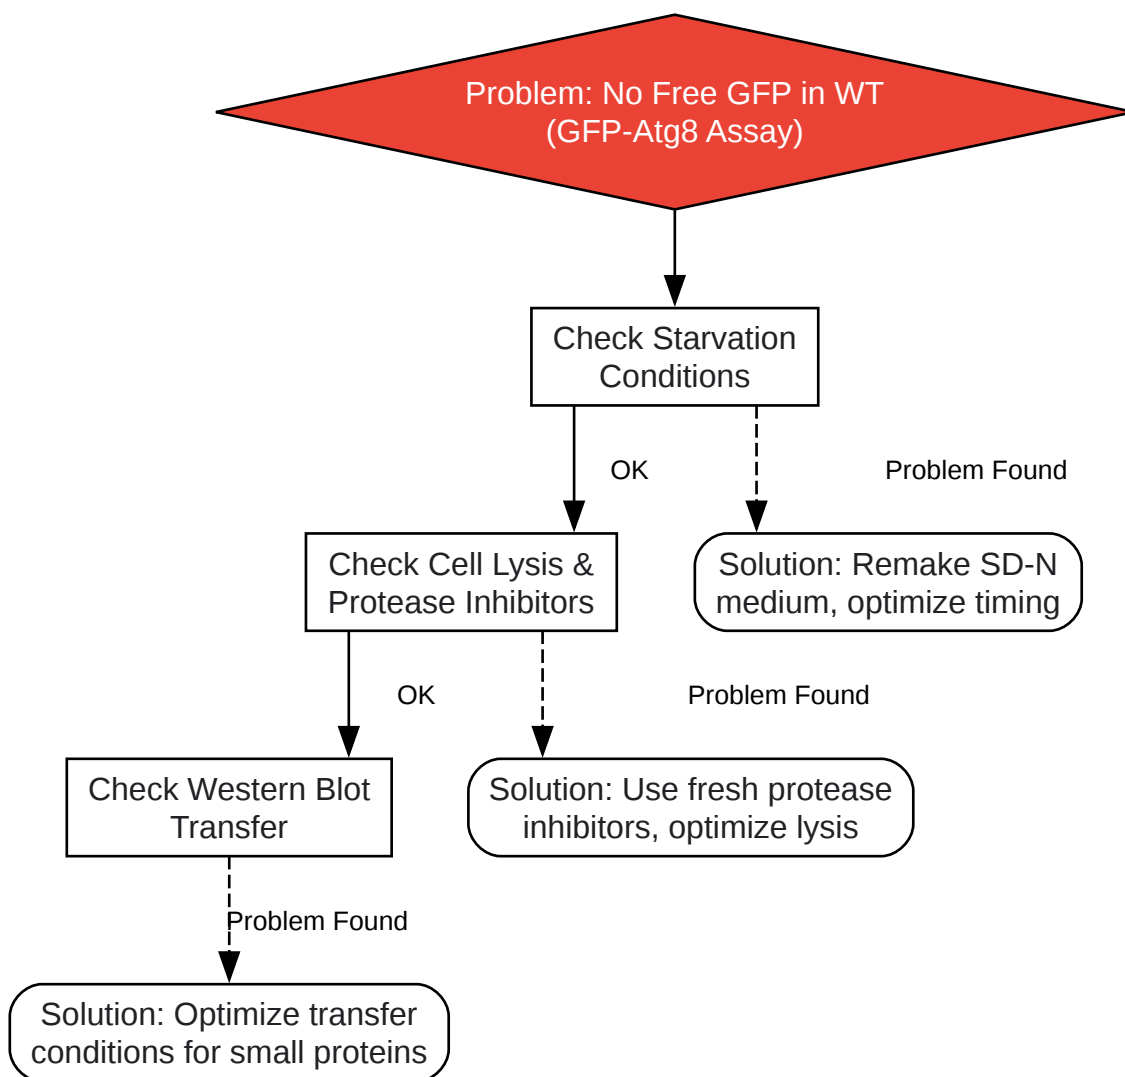 Problem: No Free GFP in WT
(GFP-Atg8 Assay)
Check Starvation
Conditions
OK
Problem Found
Check Cell Lysis &
Protease Inhibitors
Solution: Remake SD-N
medium, optimize timing
OK
Problem Found
Check Western Blot
Transfer
Solution: Use fresh protease
inhibitors, optimize lysis
Problem Found
Solution: Optimize transfer
conditions for small proteins